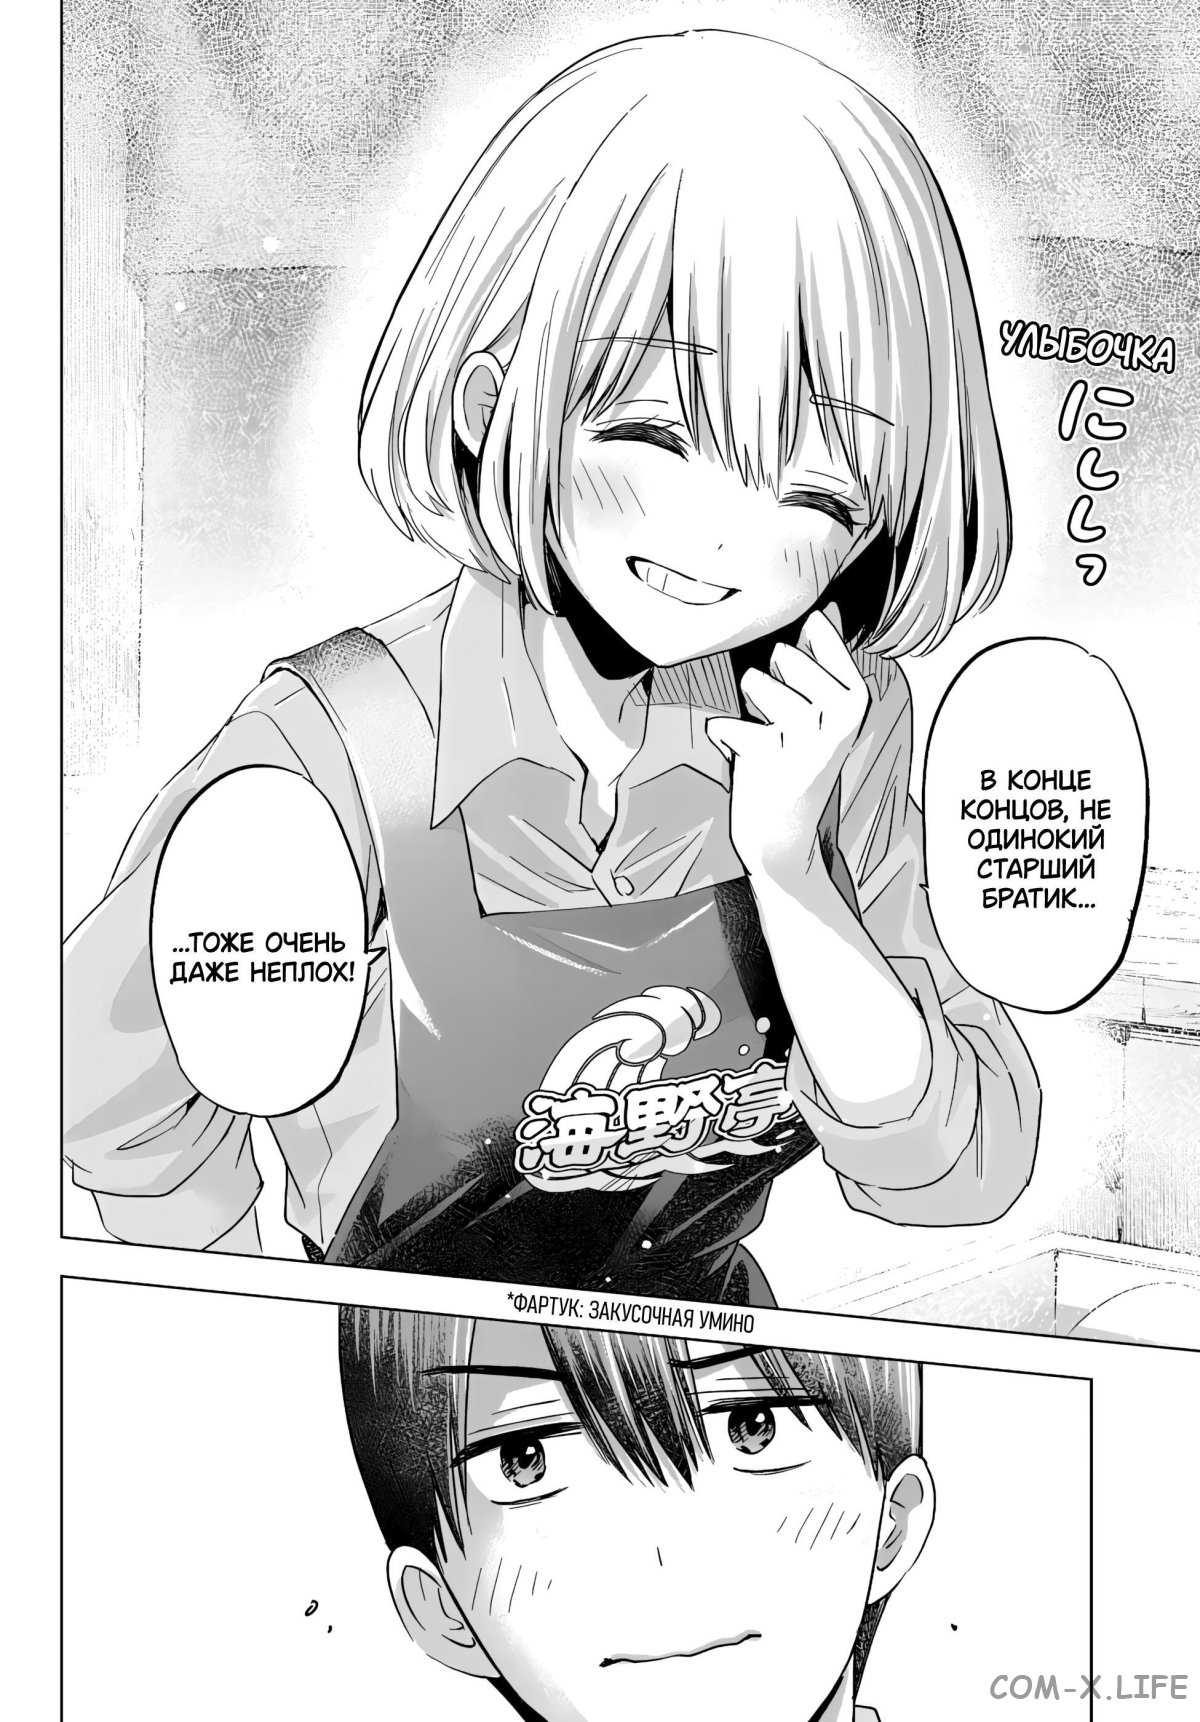 УЛЫБОЧКА
にししっ
В КОНЦЕ
КОНЦОВ, НЕ
ОДИНОКИЙ
СТАРШИЙ
БРАТИК...
...ТОЖЕ ОЧЕНЬ
ДАЖЕ НЕПЛОХ!
海野亭
*ФАРТУК: ЗАКУСОЧНАЯ УМИНО
COM-X.LIFE